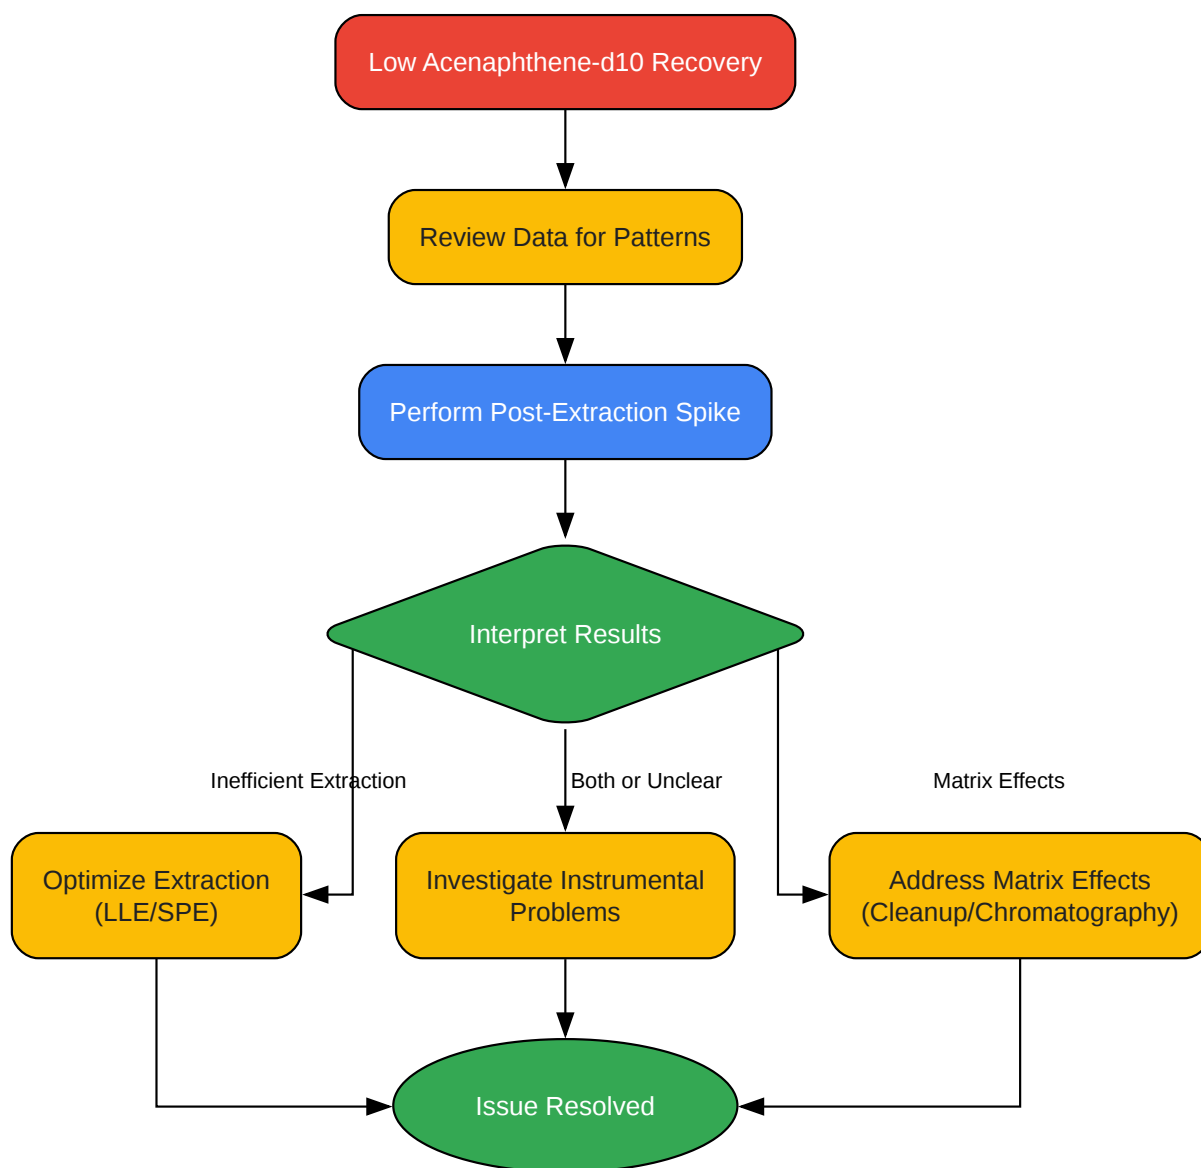 Low Acenaphthene-d10 Recovery
Review Data for Patterns
Perform Post-Extraction Spike
Interpret Results
Inefficient Extraction
Both or Unclear
Matrix Effects
Optimize Extraction
(LLE/SPE)
Investigate Instrumental
Problems
Address Matrix Effects
(Cleanup/Chromatography)
Issue Resolved